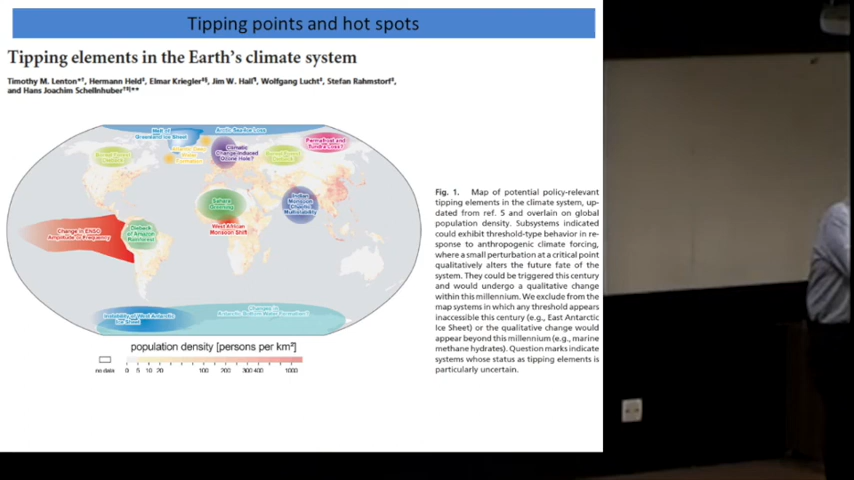 Tipping points and hot spots
Tipping elements in the Earth's climate system
Timothy M. Lenton*†, Hermann Held‡, Elmar Kriegler‡§, Jim W. Hall¶, Wolfgang Lucht‡, Stefan Rahmstorf‡,
and Hans Joachim Schellnhuber†‡||**
Melt of
Greenland Ice Sheet
Arctic Sea-Ice Loss
Climatic
Change-Induced
Ozone Hole?
Permafrost and
Tundra Loss?
Sahara
Greening
Indian
Monsoon
Chaotic
Multistability
West African
Monsoon Shift
Change in ENSO
Amplitude or Frequency
Dieback
of Amazon
Rainforest
Instability of West Antarctic
Ice Sheet
Changes in
Antarctic Bottom Water Formation?
population density [persons per km²]
no data
0 5 10 20 100 200 300 400 1000
Fig. 1. Map of potential policy-relevant
tipping elements in the climate system, up-
dated from ref. 5 and overlain on global
population density. Subsystems indicated
could exhibit threshold-type behavior in re-
sponse to anthropogenic climate forcing,
where a small perturbation at a critical point
qualitatively alters the future fate of the
system. They could be triggered this century
and would undergo a qualitative change
within this millennium. We exclude from the
map systems in which any threshold appears
inaccessible this century (e.g., East Antarctic
Ice Sheet) or the qualitative change would
appear beyond this millennium (e.g., marine
methane hydrates). Question marks indicate
systems whose status as tipping elements is
particularly uncertain.